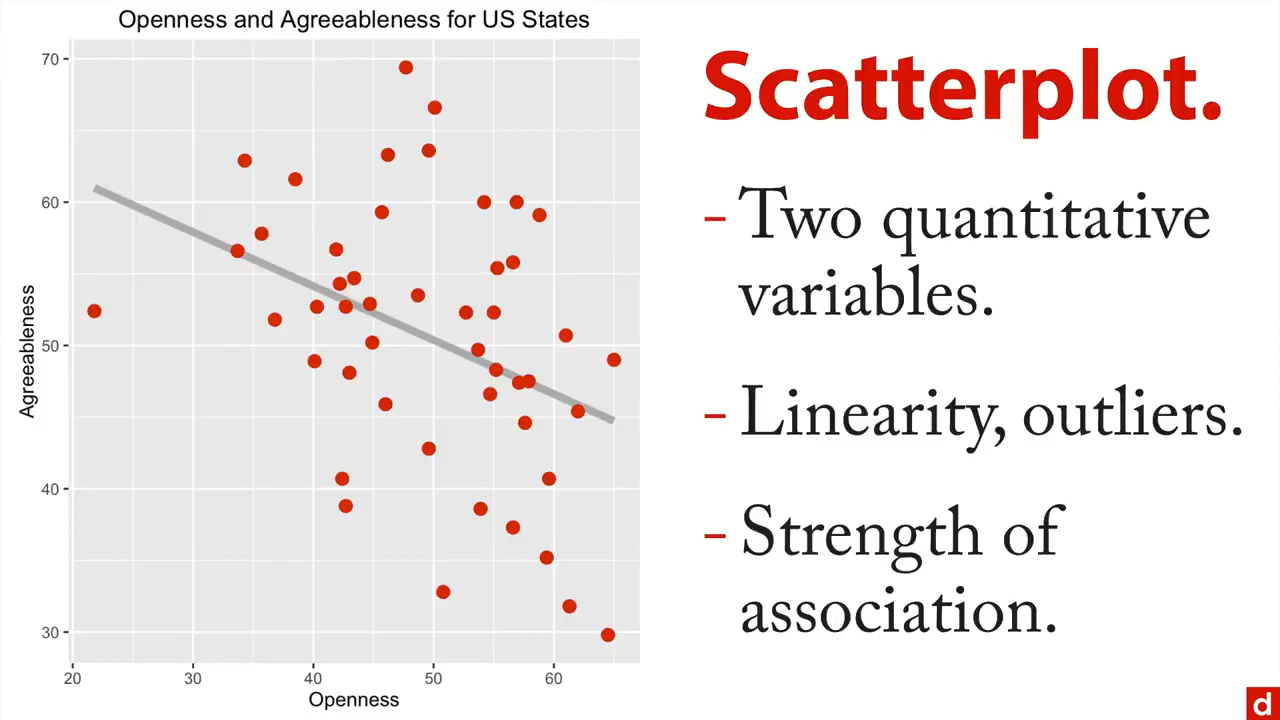 Openness and Agreeableness for US States
70
60
50
40
30
Agreeableness
20
30
40
50
60
Openness
Scatterplot.
- Two quantitative
variables.
- Linearity, outliers.
- Strength of
association.
d